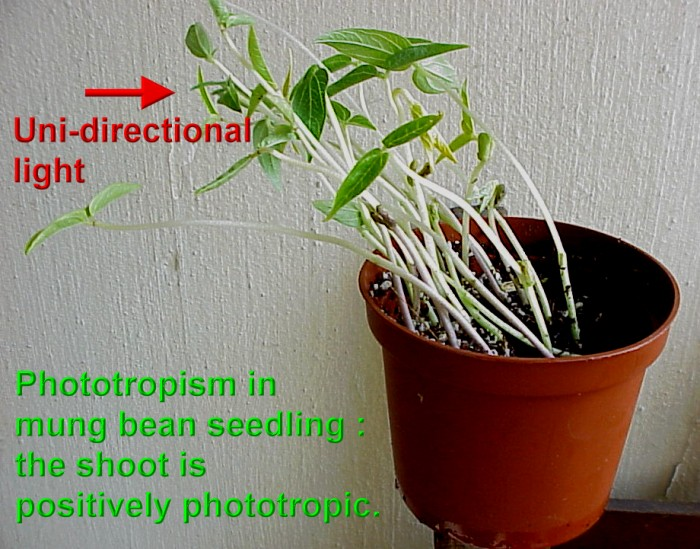 Uni-directional
light
Phototropism in
mung bean seedling :
the shoot is
positively phototropic.